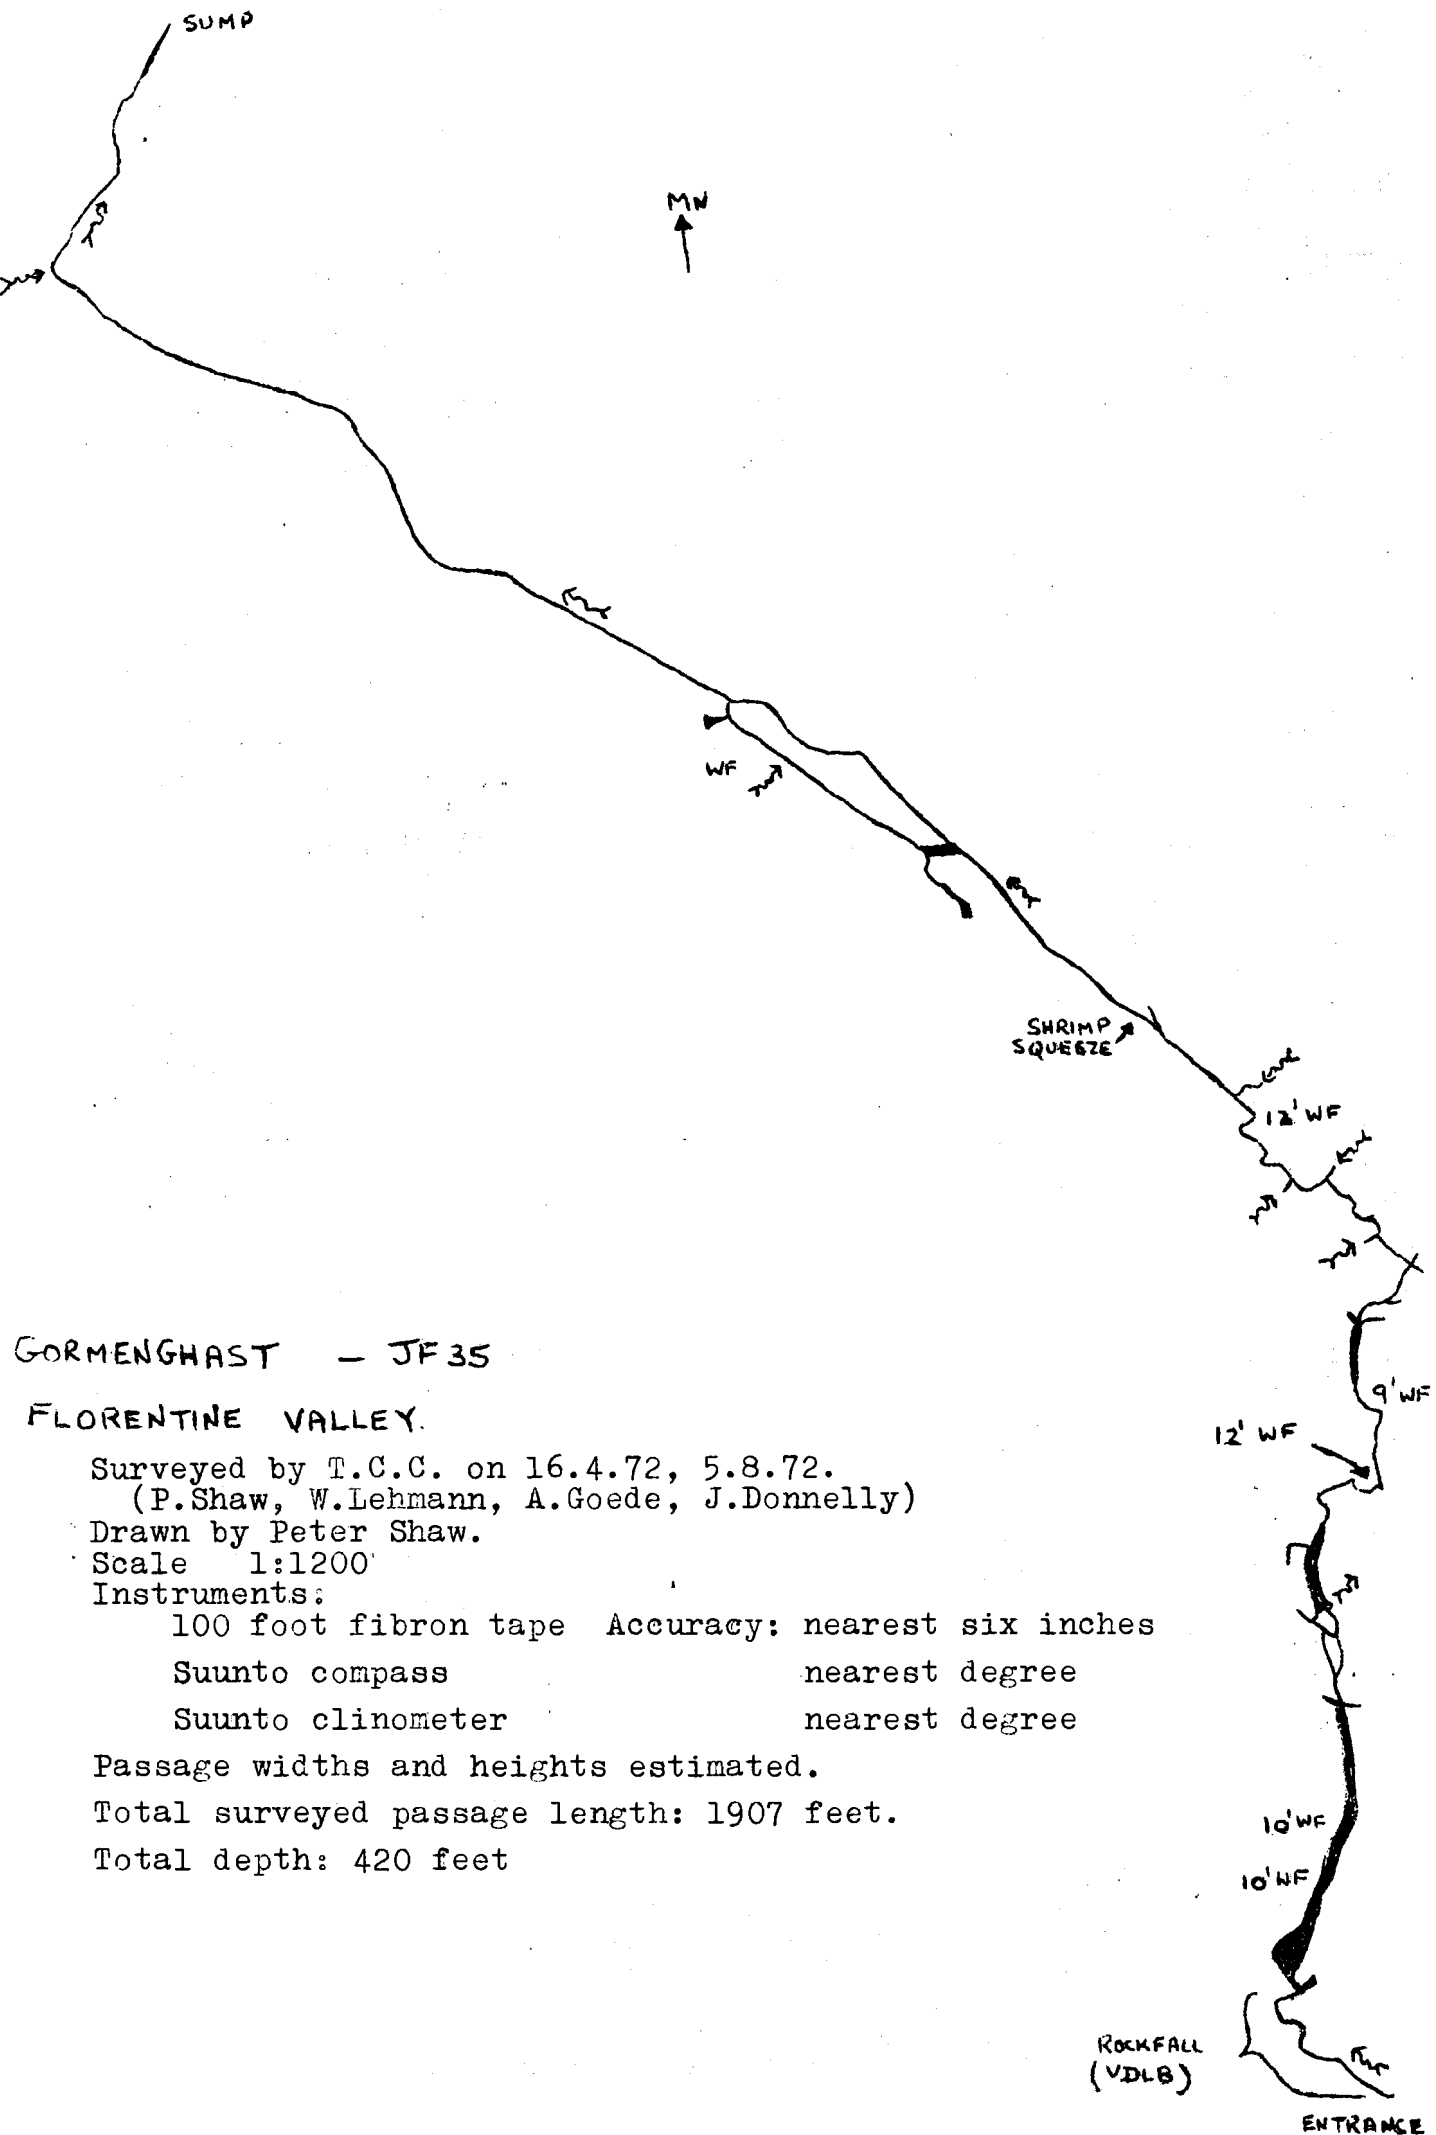 SUMP
MN
WF
SHRIMP
SQUEEZE
12' WF
9' WF
12' WF
GORMENGHAST - JF35
FLORENTINE VALLEY.
Surveyed by T.C.C. on 16.4.72, 5.8.72.
(P.Shaw, W.Lehmann, A.Goede, J.Donnelly)
Drawn by Peter Shaw.
Scale 1:1200
Instruments:
100 foot fibron tape Accuracy: nearest six inches
Suunto compass nearest degree
Suunto clinometer nearest degree
Passage widths and heights estimated.
Total surveyed passage length: 1907 feet.
Total depth: 420 feet
10' WF
10' WF
ROCKFALL
(VDLB)
ENTRANCE